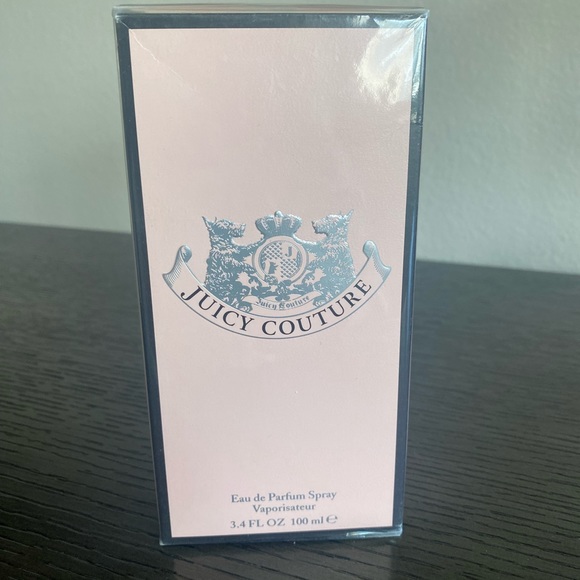 J
Juicy Couture
JUICY COUTURE
Eau de Parfum Spray
Vaporisateur
3.4 FL OZ 100 ml ℮